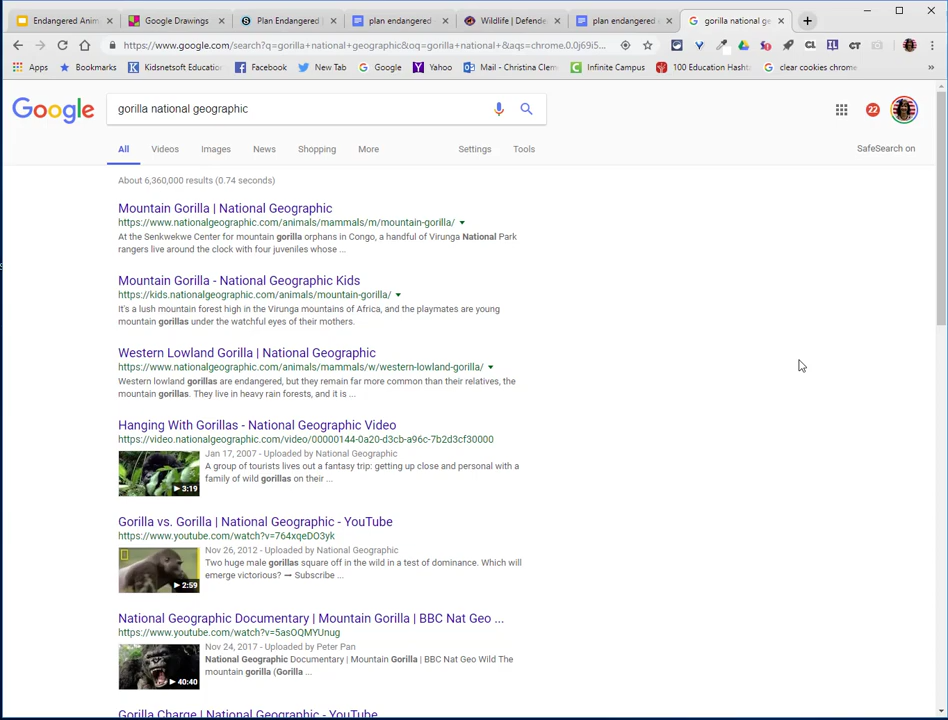 Endangered Anim
Google Drawings
Plan Endangered
plan endangered
Wildlife | Defende
plan endangered
gorilla national ge
https://www.google.com/search?q=gorilla+national+geographic&oq=gorilla+national+&aqs=chrome.0.0j69i5...
CL IL CT
Apps Bookmarks Kidsnetsoft Education Facebook New Tab Google Yahoo Mail - Christina Clem Infinite Campus 100 Education Hasht clear cookies chrome
Google
gorilla national geographic
22
All Videos Images News Shopping More Settings Tools
SafeSearch on
About 6,360,000 results (0.74 seconds)
Mountain Gorilla | National Geographic
https://www.nationalgeographic.com/animals/mammals/m/mountain-gorilla/
At the Senkwekwe Center for mountain gorilla orphans in Congo, a handful of Virunga National Park
rangers live around the clock with four juveniles whose ...
Mountain Gorilla - National Geographic Kids
https://kids.nationalgeographic.com/animals/mountain-gorilla/
It's a lush mountain forest high in the Virunga mountains of Africa, and the playmates are young
mountain gorillas under the watchful eyes of their mothers.
Western Lowland Gorilla | National Geographic
https://www.nationalgeographic.com/animals/mammals/w/western-lowland-gorilla/
Western lowland gorillas are endangered, but they remain far more common than their relatives, the
mountain gorillas. They live in heavy rain forests, and it is ...
Hanging With Gorillas - National Geographic Video
https://video.nationalgeographic.com/video/00000144-0a20-d3cb-a96c-7b2d3cf30000
Jan 17, 2007 - Uploaded by National Geographic
A group of tourists lives out a fantasy trip: getting up close and personal with a
family of wild gorillas on their ...
3:19
Gorilla vs. Gorilla | National Geographic - YouTube
https://www.youtube.com/watch?v=764xqeDO3yk
Nov 26, 2012 - Uploaded by National Geographic
Two huge male gorillas square off in the wild in a test of dominance. Which will
emerge victorious? ➞ Subscribe ...
2:59
National Geographic Documentary | Mountain Gorilla | BBC Nat Geo ...
https://www.youtube.com/watch?v=5asOQMYUnug
Nov 24, 2017 - Uploaded by Peter Pan
National Geographic Documentary | Mountain Gorilla | BBC Nat Geo Wild The
mountain gorilla (Gorilla ...
40:40
Gorilla Charge | National Geographic - YouTube